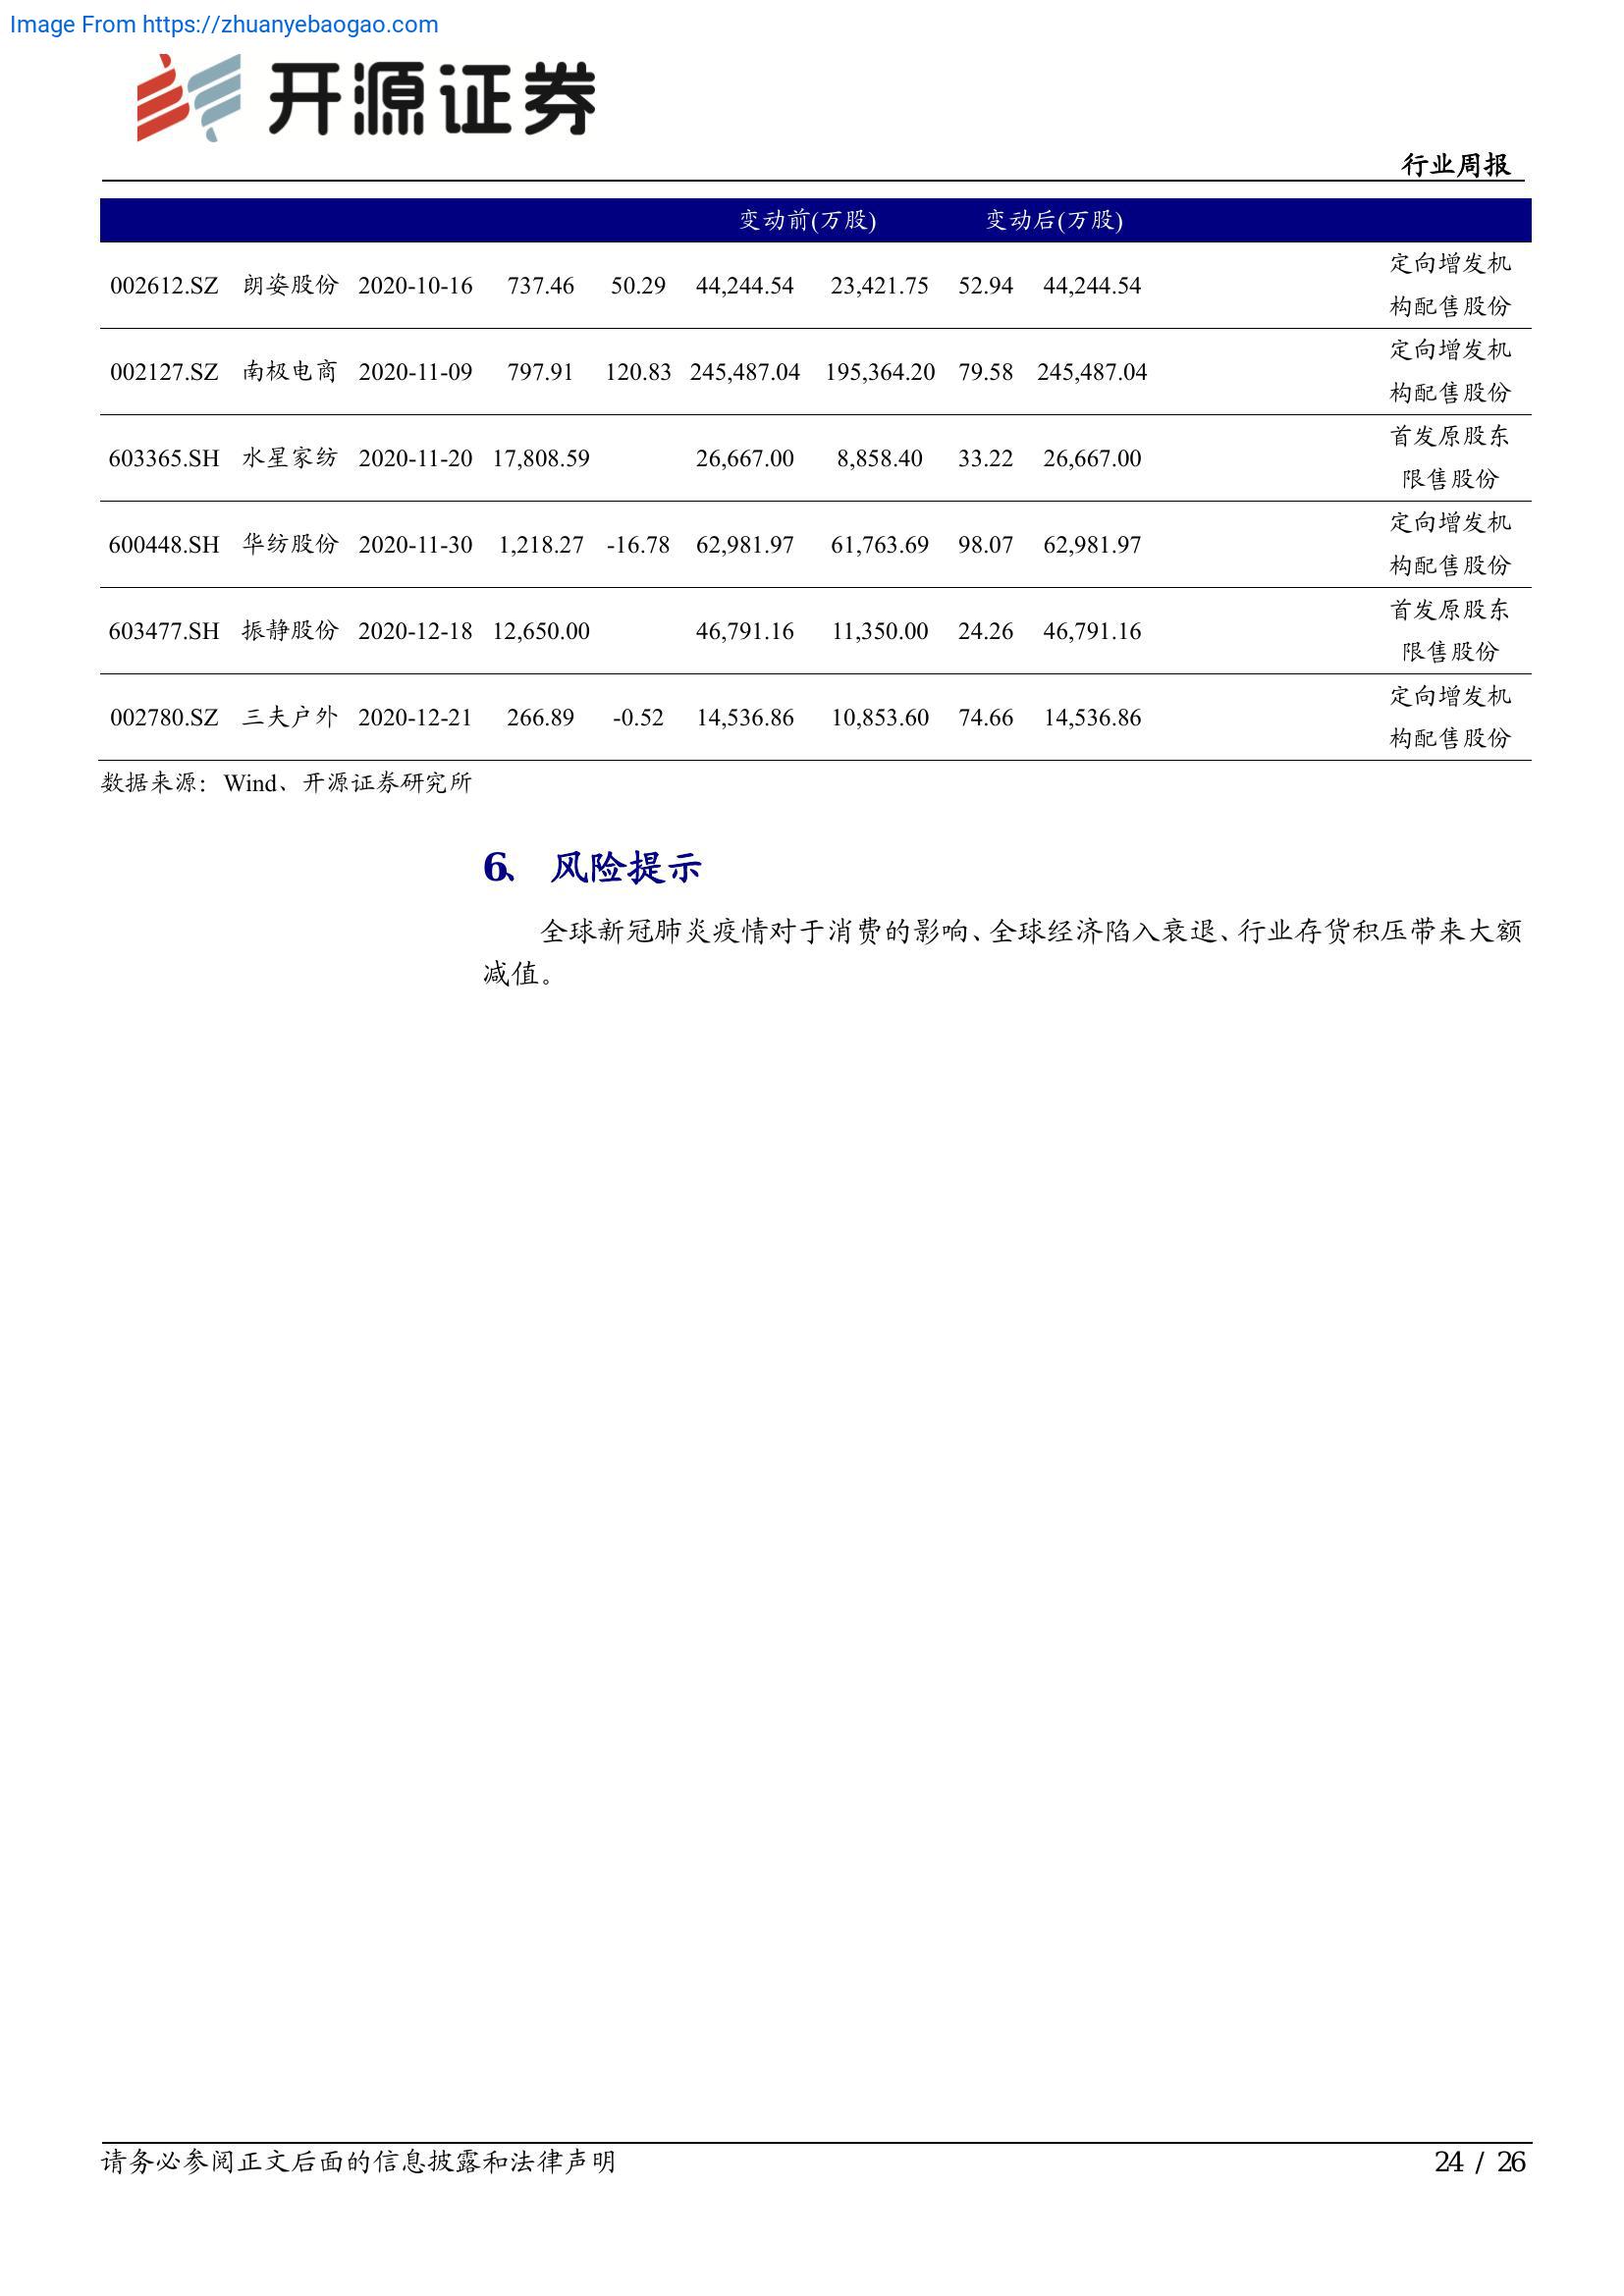 Image From https://zhuanyebaogao.com
开源证券
行业周报
变动前(万股) 变动后(万股)
定向增发机
002612.SZ 朗姿股份 2020-10-16 737.46 50.29 44,244.54 23,421.75 52.94 44,244.54
构配售股份
定向增发机
002127.SZ 南极电商 2020-11-09 797.91 120.83 245,487.04 195,364.20 79.58 245,487.04
构配售股份
首发原股东
603365.SH 水星家纺 2020-11-20 17,808.59 26,667.00 8,858.40 33.22 26,667.00
限售股份
定向增发机
600448.SH 华纺股份 2020-11-30 1,218.27 -16.78 62,981.97 61,763.69 98.07 62,981.97
构配售股份
首发原股东
603477.SH 振静股份 2020-12-18 12,650.00 46,791.16 11,350.00 24.26 46,791.16
限售股份
定向增发机
002780.SZ 三夫户外 2020-12-21 266.89 -0.52 14,536.86 10,853.60 74.66 14,536.86
构配售股份
数据来源：Wind、开源证券研究所
6、 风险提示
全球新冠肺炎疫情对于消费的影响、全球经济陷入衰退、行业存货积压带来大额
减值。
请务必参阅正文后面的信息披露和法律声明
24 / 26